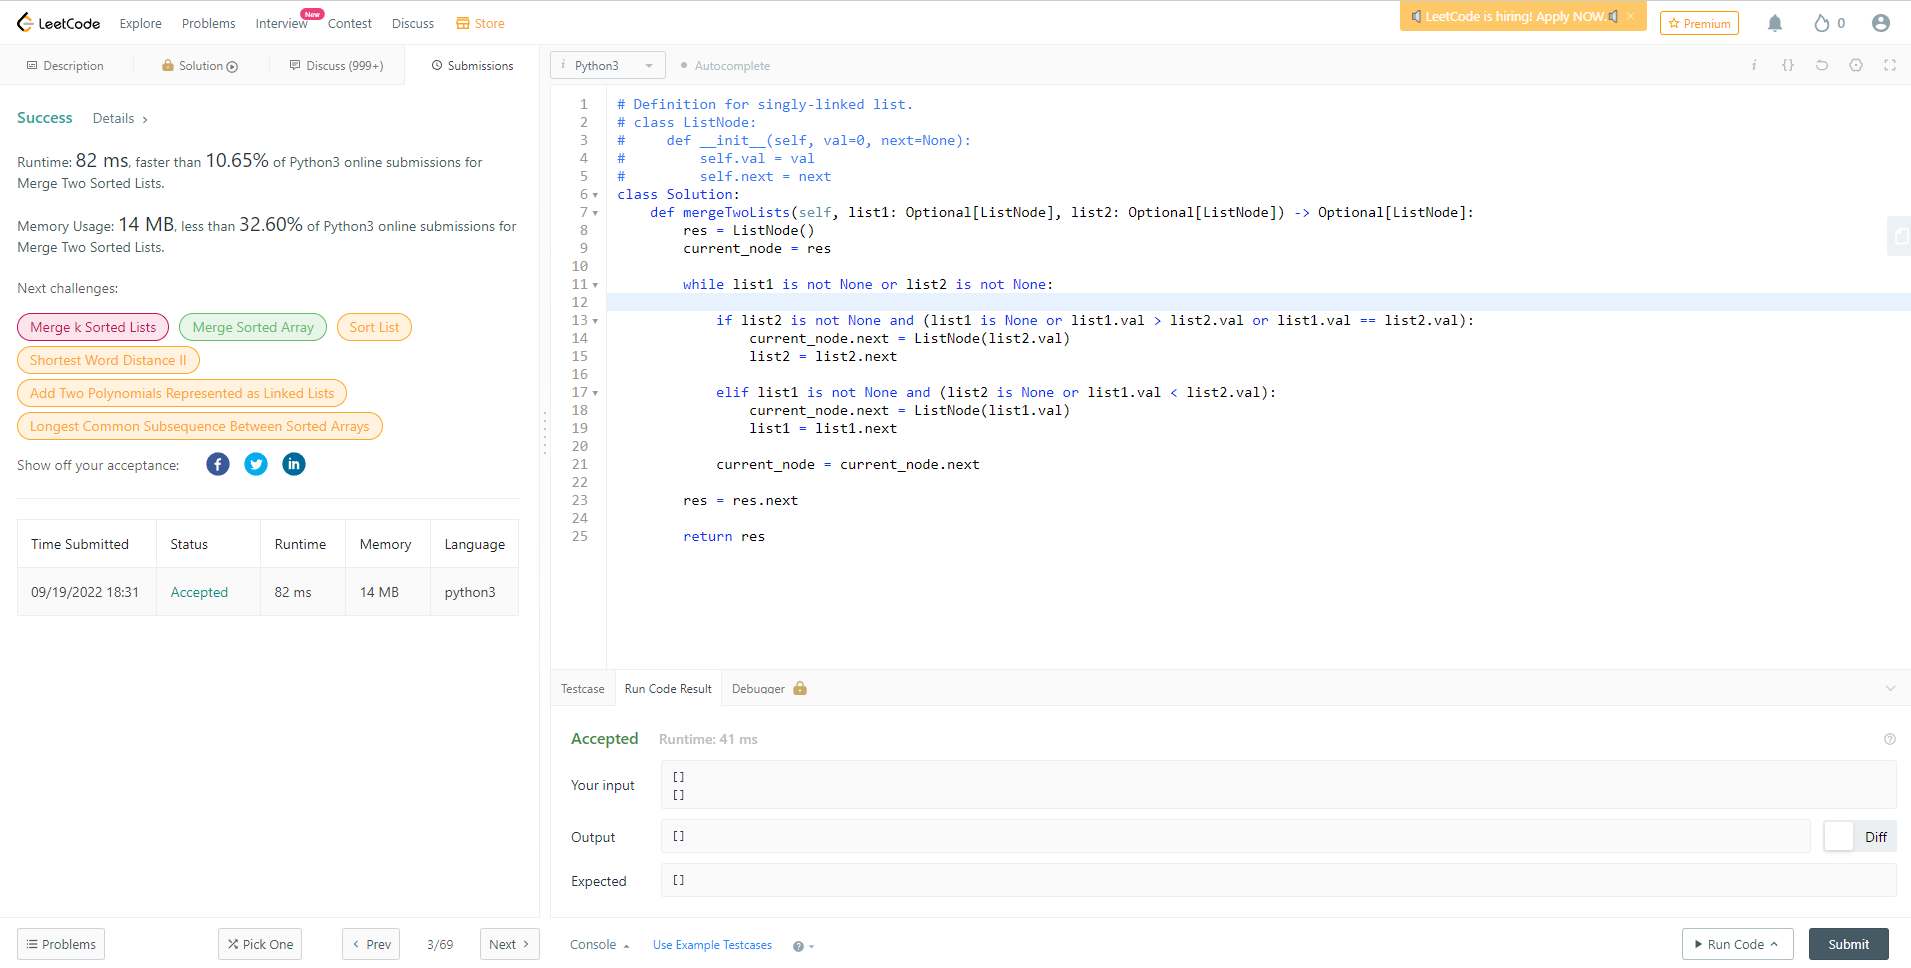 LeetCode
Explore
Problems
Interview
New
Contest
Discuss
Store
LeetCode is hiring! Apply NOW.
Premium
0
Description
Solution
Discuss (999+)
Submissions
i Python3
Autocomplete
i
{}
Success
Details
Runtime: 82 ms, faster than 10.65% of Python3 online submissions for
Merge Two Sorted Lists.
Memory Usage: 14 MB, less than 32.60% of Python3 online submissions for
Merge Two Sorted Lists.
Next challenges:
Merge k Sorted Lists
Merge Sorted Array
Sort List
Shortest Word Distance II
Add Two Polynomials Represented as Linked Lists
Longest Common Subsequence Between Sorted Arrays
Show off your acceptance:
Time Submitted Status Runtime Memory Language
09/19/2022 18:31 Accepted 82 ms 14 MB python3
1 # Definition for singly-linked list.
2 # class ListNode:
3 #     def __init__(self, val=0, next=None):
4 #         self.val = val
5 #         self.next = next
6 class Solution:
7     def mergeTwoLists(self, list1: Optional[ListNode], list2: Optional[ListNode]) -> Optional[ListNode]:
8         res = ListNode()
9         current_node = res
10
11         while list1 is not None or list2 is not None:
12
13             if list2 is not None and (list1 is None or list1.val > list2.val or list1.val == list2.val):
14                 current_node.next = ListNode(list2.val)
15                 list2 = list2.next
16
17             elif list1 is not None and (list2 is None or list1.val < list2.val):
18                 current_node.next = ListNode(list1.val)
19                 list1 = list1.next
20
21             current_node = current_node.next
22
23         res = res.next
24
25         return res
Testcase
Run Code Result
Debugger
Accepted
Runtime: 41 ms
Your input
[]
[]
Output
[]
Diff
Expected
[]
Problems
Pick One
Prev
3/69
Next
Console
Use Example Testcases
Run Code
Submit